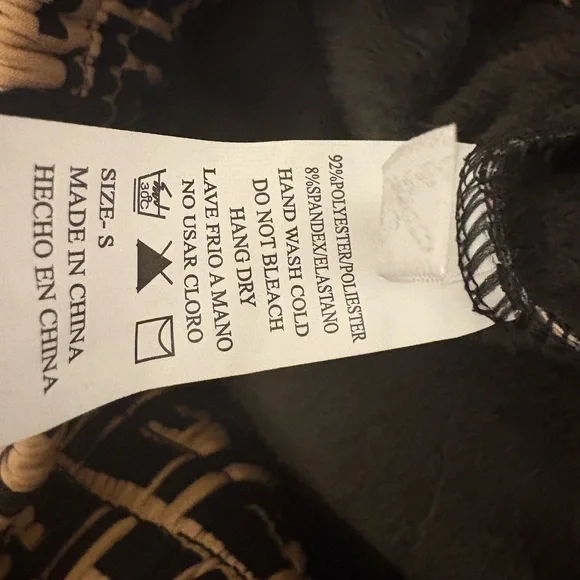 92%POLYESTER/POLIESTER
8%SPANDEX/ELASTANO
HAND WASH COLD
DO NOT BLEACH
HANG DRY
LAVE FRIO A MANO
NO USAR CLORO
30c
SIZE- S
MADE IN CHINA
HECHO EN CHINA